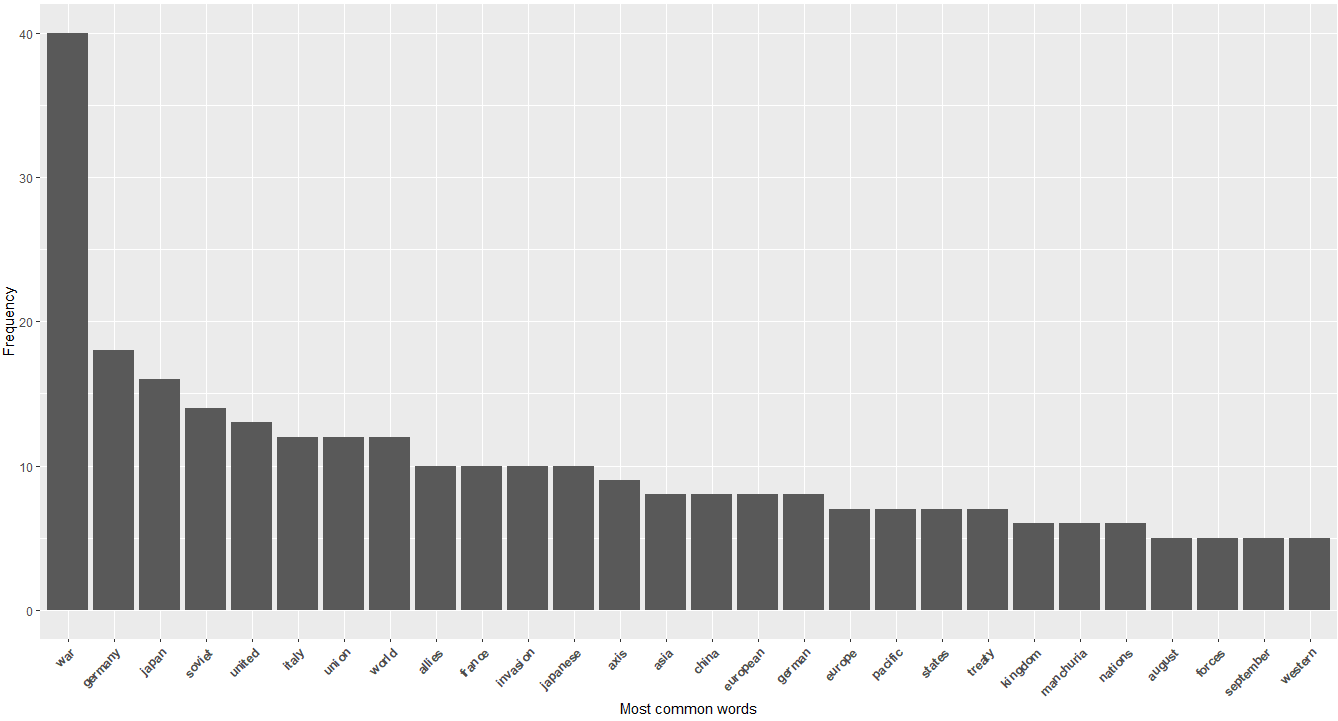 40
30
20
10
0
Frequency
war germany japan soviet united italy union world allies france invasion japanese axis asia china european german europe pacific states treaty kingdom manchuria nations august forces september western
Most common words